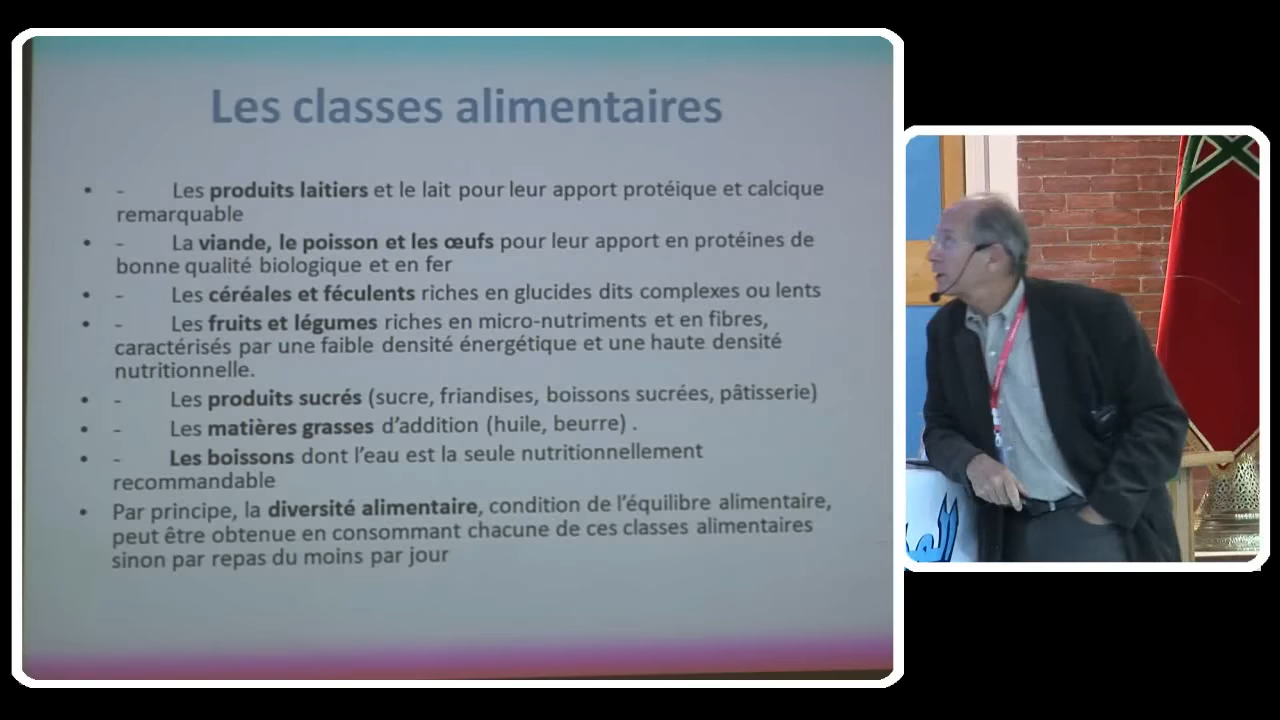 Les classes alimentaires
• - Les produits laitiers et le lait pour leur apport protéique et calcique
remarquable
• - La viande, le poisson et les œufs pour leur apport en protéines de
bonne qualité biologique et en fer
• - Les céréales et féculents riches en glucides dits complexes ou lents
• - Les fruits et légumes riches en micro-nutriments et en fibres,
caractérisés par une faible densité énergétique et une haute densité
nutritionnelle.
• - Les produits sucrés (sucre, friandises, boissons sucrées, pâtisserie)
• - Les matières grasses d’addition (huile, beurre) .
• - Les boissons dont l’eau est la seule nutritionnellement
recommandable
• Par principe, la diversité alimentaire, condition de l’équilibre alimentaire,
peut être obtenue en consommant chacune de ces classes alimentaires
sinon par repas du moins par jour